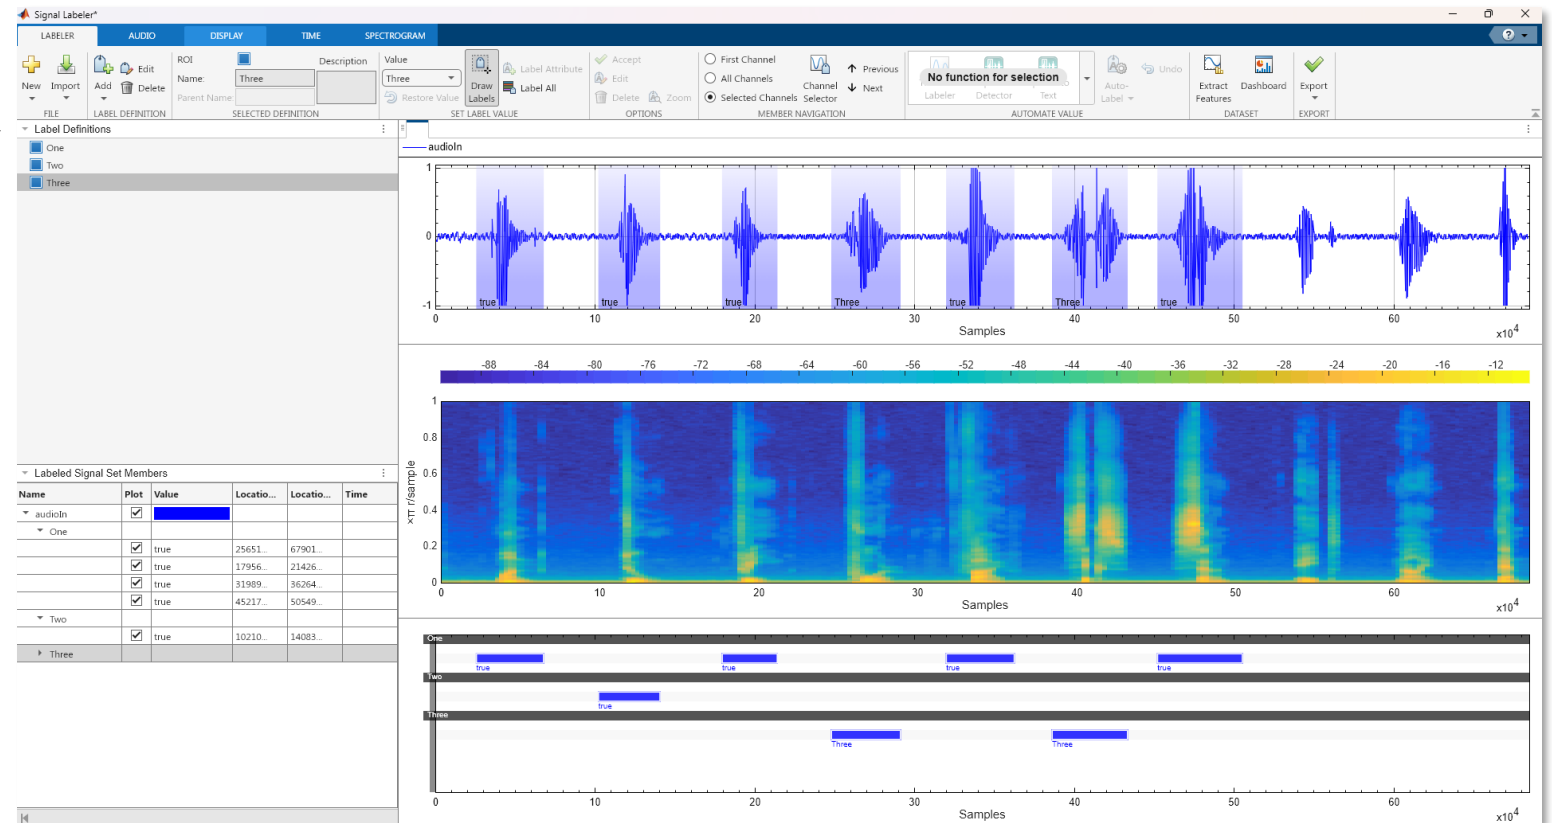 Signal Labeler*
LABELER AUDIO DISPLAY TIME SPECTROGRAM
?
New Import
FILE
Add Edit Delete
LABEL DEFINITION
ROI Description
Name: Three
Parent Name:
SELECTED DEFINITION
Value
Three
Restore Value
Draw Labels
Label Attribute
Label All
SET LABEL VALUE
Accept
Edit
Delete Zoom
OPTIONS
First Channel
All Channels
Selected Channels
Channel Selector
Previous
Next
MEMBER NAVIGATION
No function for selection
Labeler Detector Text
Auto-Label
Undo
AUTOMATE VALUE
Extract Features
Dashboard
DATASET
Export
EXPORT
Label Definitions
One
Two
Three
Labeled Signal Set Members
Name Plot Value Locatio... Locatio... Time
audioIn
One
true 25651... 67901...
true 17956... 21426...
true 31989... 36264...
true 45217... 50549...
Two
true 10210... 14083...
Three
audioIn
1
0
-1
true true true Three true Three true
0 10 20 30 40 50 60
Samples
x10^4
-88 -84 -80 -76 -72 -68 -64 -60 -56 -52 -48 -44 -40 -36 -32 -28 -24 -20 -16 -12
1
0.8
0.6
0.4
0.2
0
×π r/sample
0 10 20 30 40 50 60
Samples
x10^4
One
true true true true
Two
true
Three
Three Three
0 10 20 30 40 50 60
Samples
x10^4